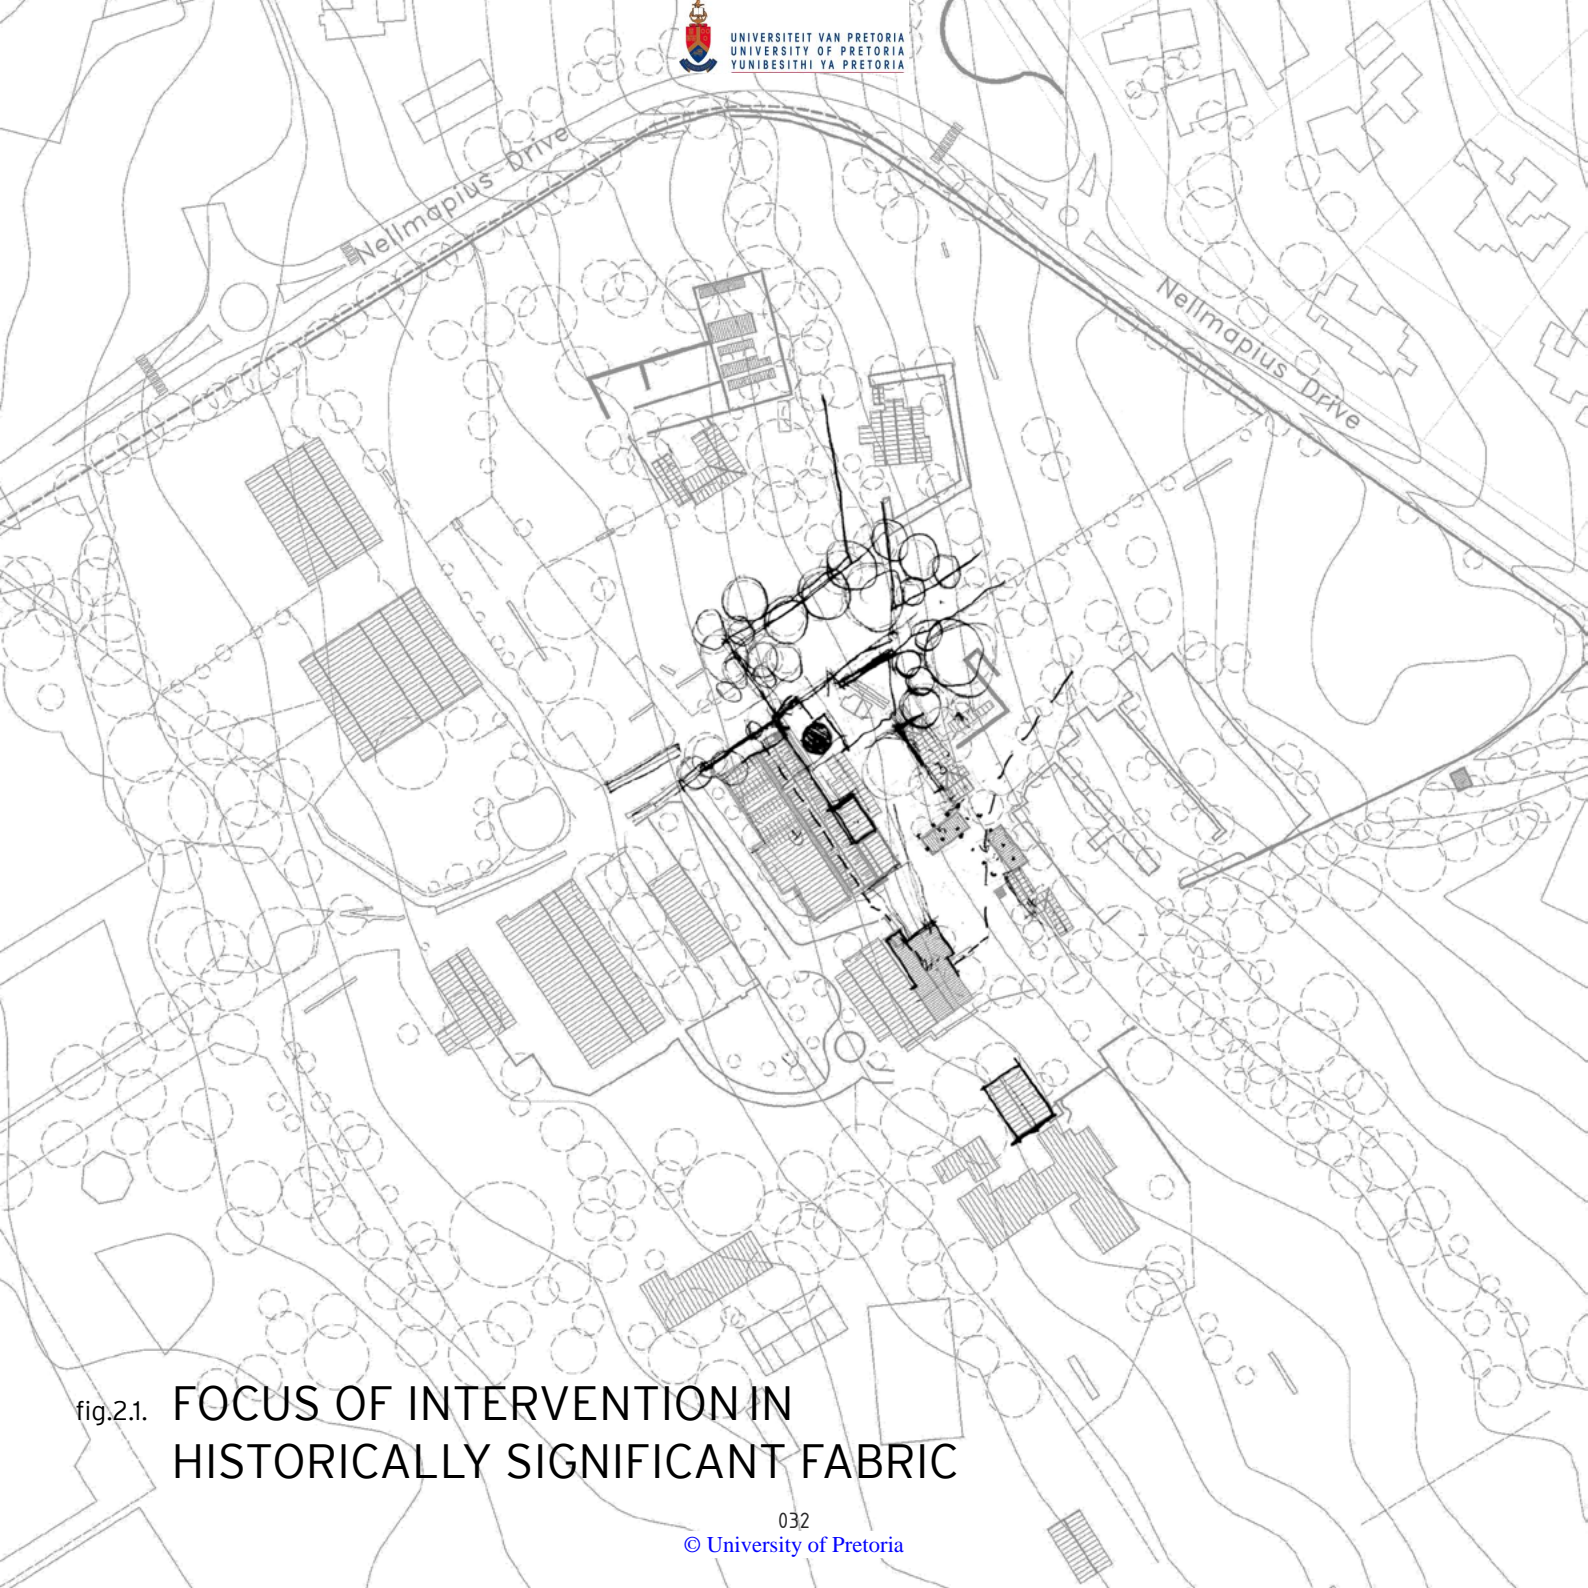 UNIVERSITEIT VAN PRETORIA
UNIVERSITY OF PRETORIA
YUNIBESITHI YA PRETORIA
Nellmapius Drive
Nellmapius Drive
fig.2.1. FOCUS OF INTERVENTION IN
HISTORICALLY SIGNIFICANT FABRIC
032
© University of Pretoria